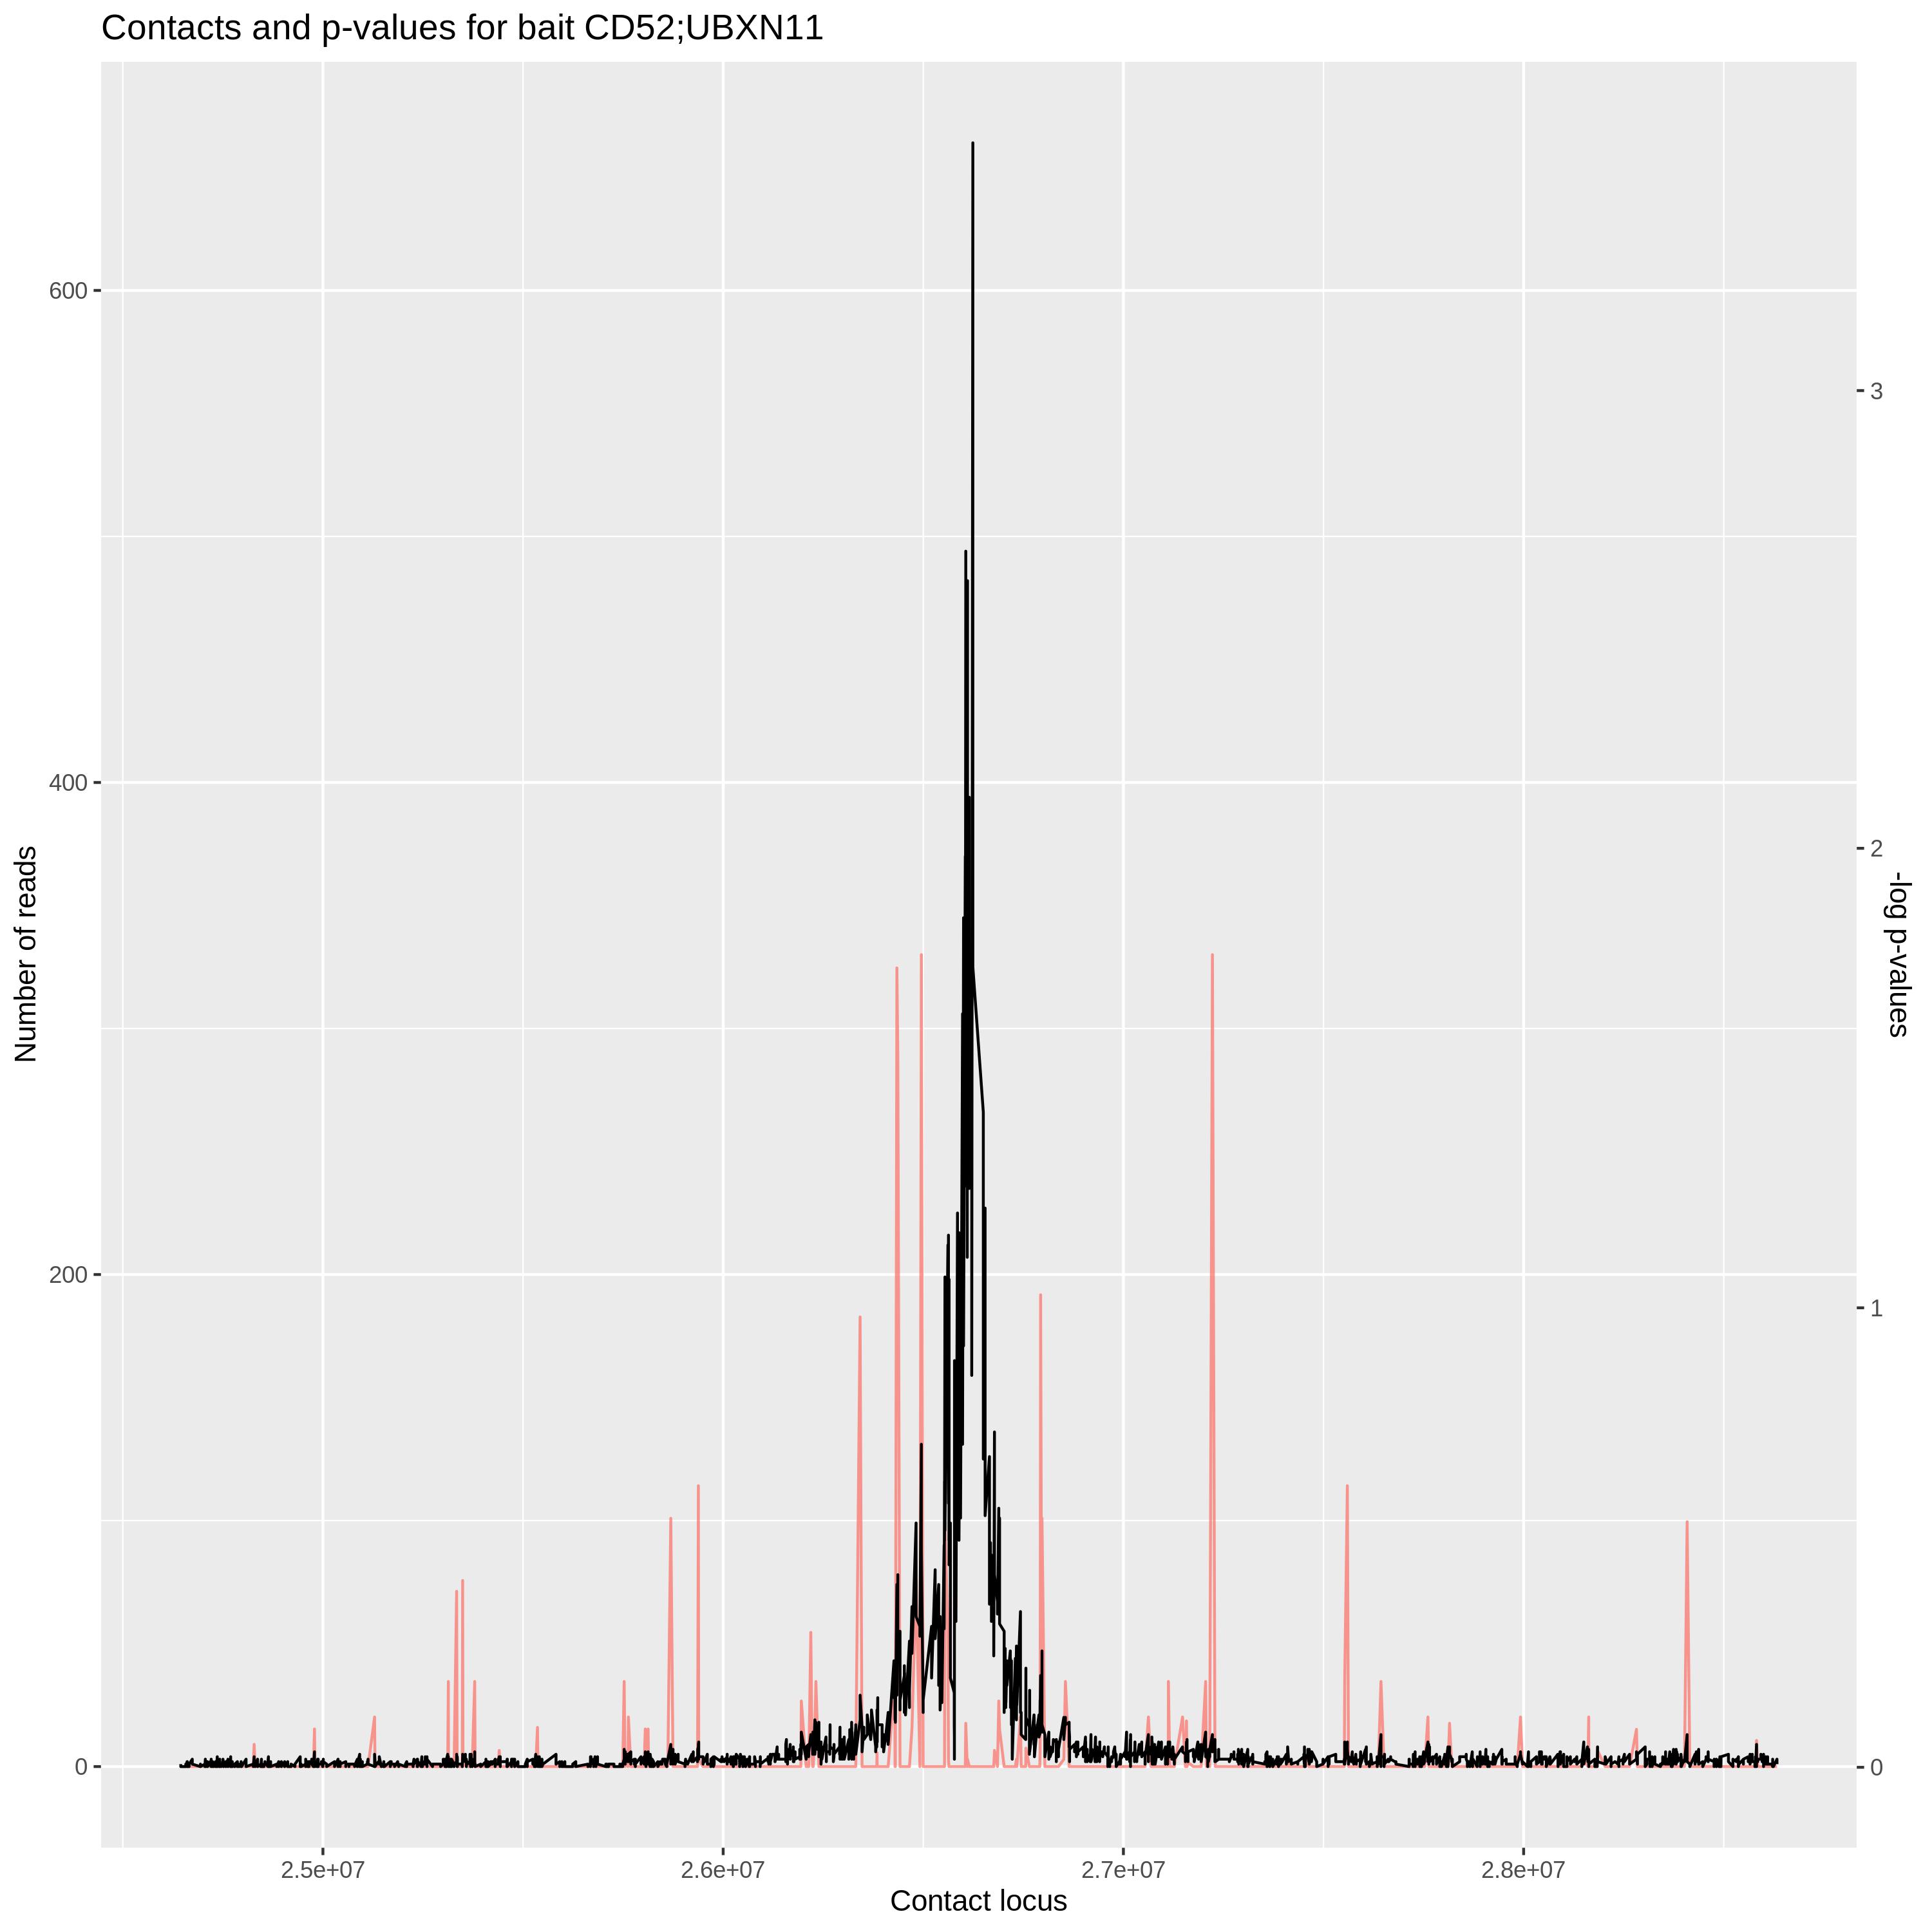 Contacts and p-values for bait CD52;UBXN11
600
400
200
0
Number of reads
3
2
1
0
-log p-values
2.5e+07
2.6e+07
2.7e+07
2.8e+07
Contact locus